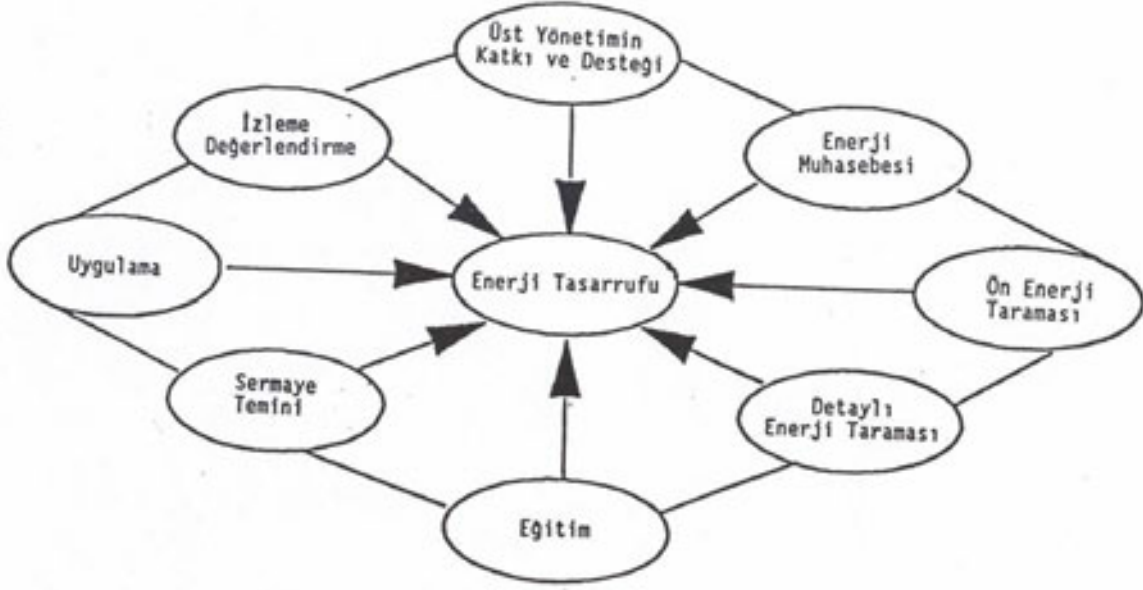 Üst Yönetimin
Katkı ve Desteği
İzleme
Değerlendirme
Enerji
Muhasebesi
Uygulama
Enerji Tasarrufu
Ön Enerji
Taraması
Sermaye
Temini
Detaylı
Enerji Taraması
Eğitim